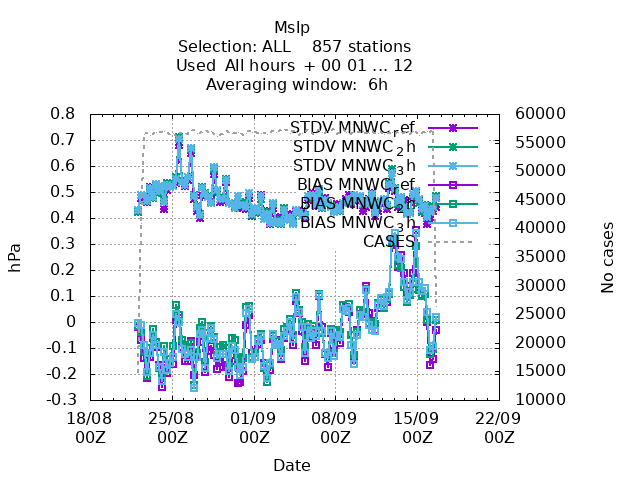 Mslp
Selection: ALL 857 stations
Used All hours + 00 01 ... 12
Averaging window: 6h
0.8
0.7
0.6
0.5
0.4
0.3
0.2
0.1
0
-0.1
-0.2
-0.3
hPa
60000
55000
50000
45000
40000
35000
30000
25000
20000
15000
10000
No cases
STDV MNWC_ref
STDV MNWC_2h
STDV MNWC_3h
BIAS MNWC_ref
BIAS MNWC_2h
BIAS MNWC_3h
CASES
18/08 25/08 01/09 08/09 15/09 22/09
00Z 00Z 00Z 00Z 00Z 00Z
Date